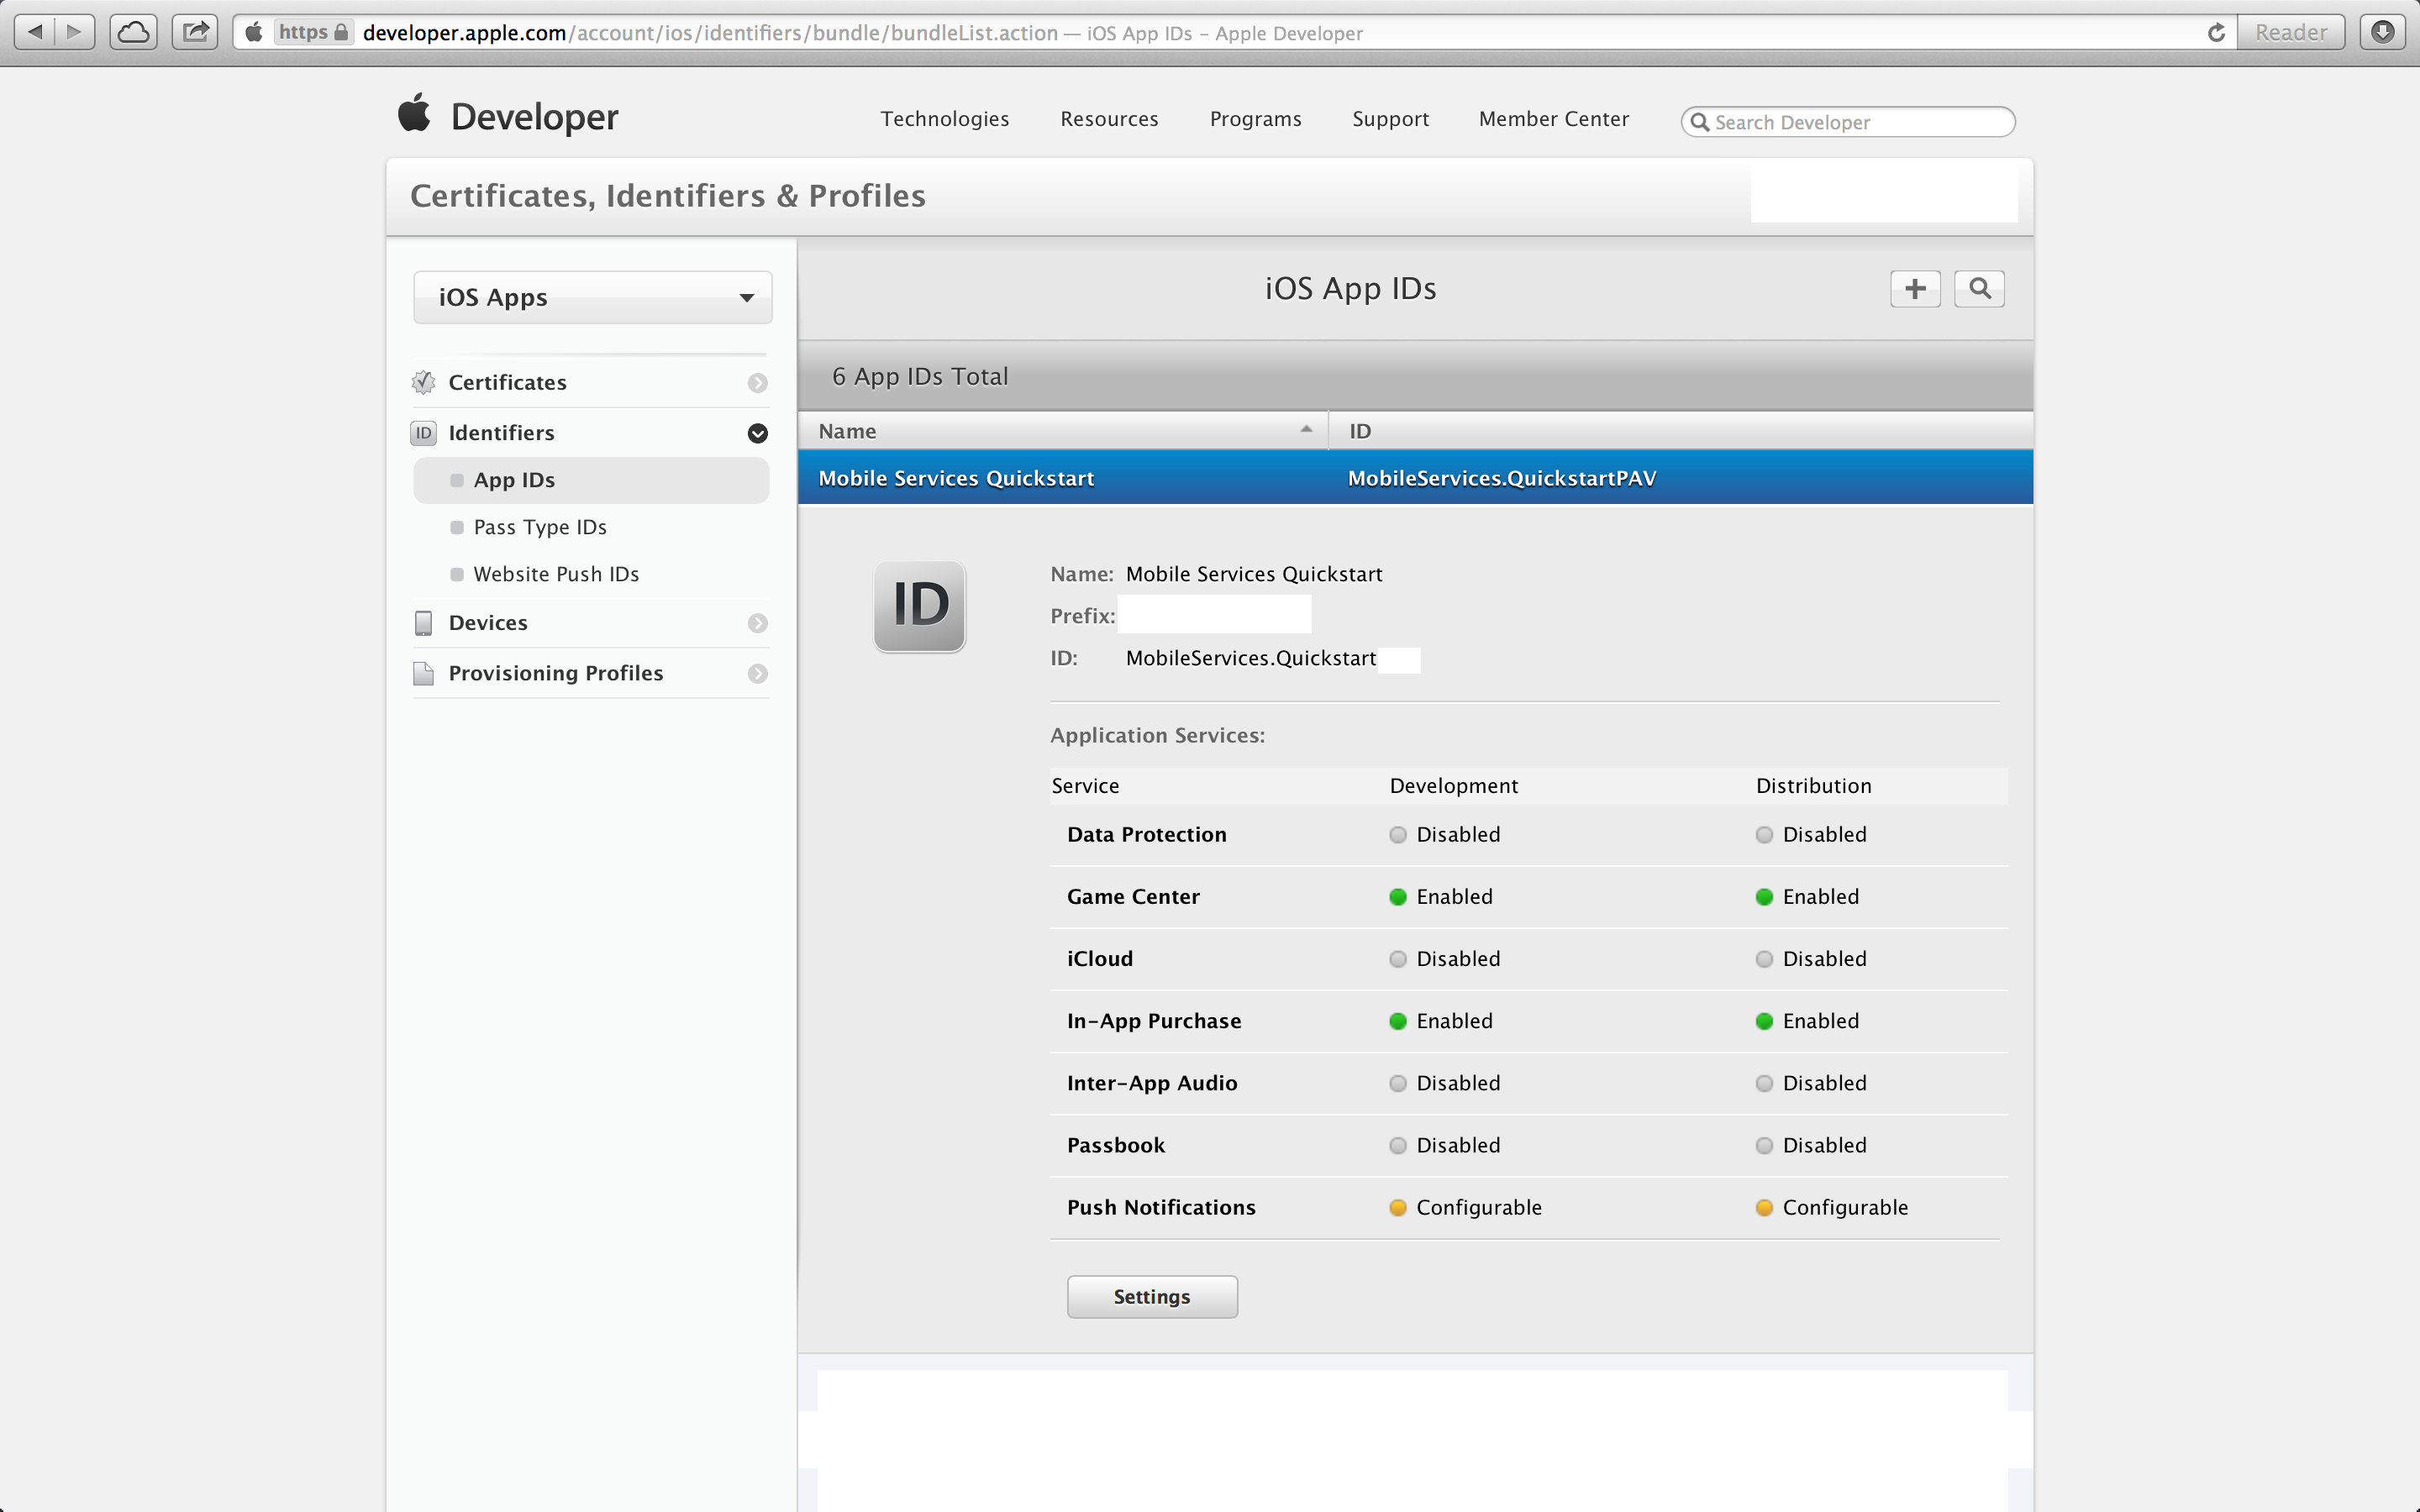 https developer.apple.com/account/ios/identifiers/bundle/bundleList.action — iOS App IDs – Apple Developer Reader
Developer Technologies Resources Programs Support Member Center Search Developer
Certificates, Identifiers & Profiles
iOS Apps
Certificates
ID Identifiers
App IDs
Pass Type IDs
Website Push IDs
Devices
Provisioning Profiles
iOS App IDs
6 App IDs Total
Name ID
Mobile Services Quickstart MobileServices.QuickstartPAV
ID
Name: Mobile Services Quickstart
Prefix:
ID: MobileServices.Quickstart
Application Services:
Service Development Distribution
Data Protection Disabled Disabled
Game Center Enabled Enabled
iCloud Disabled Disabled
In-App Purchase Enabled Enabled
Inter-App Audio Disabled Disabled
Passbook Disabled Disabled
Push Notifications Configurable Configurable
Settings